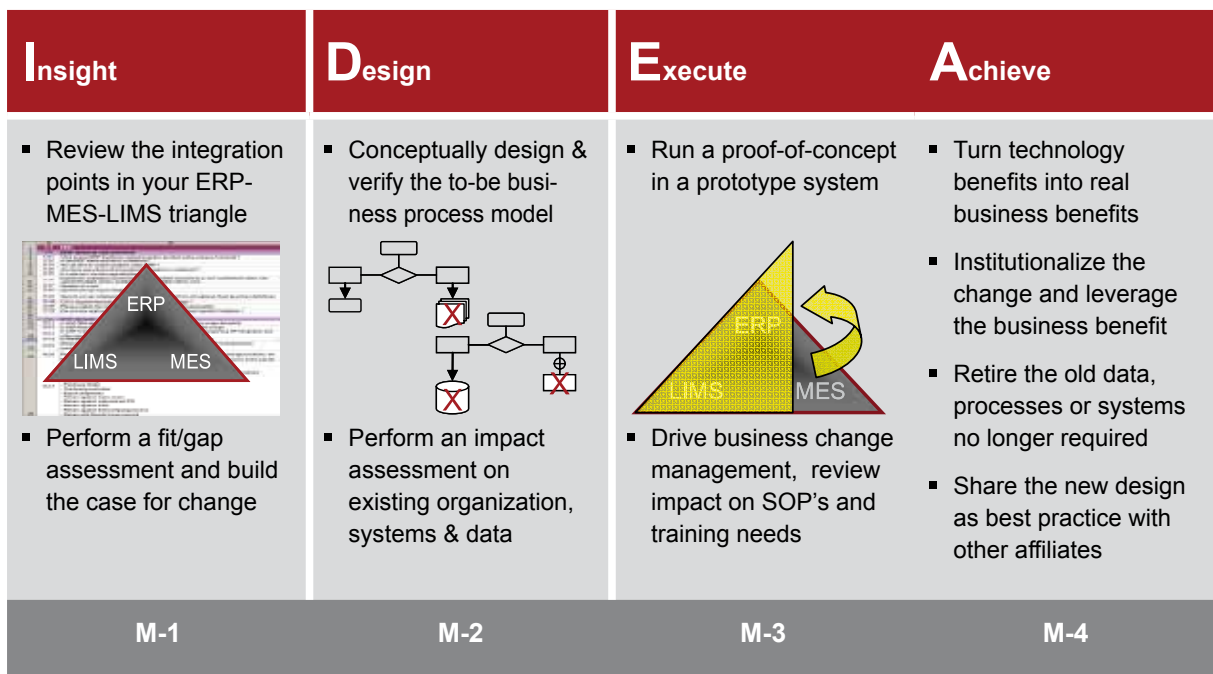 Insight
Review the integration
points in your ERP-
MES-LIMS triangle
ERP
LIMS MES
Perform a fit/gap
assessment and build
the case for change
M-1
Design
Conceptually design &
verify the to-be busi-
ness process model
X
X
X
Perform an impact
assessment on
existing organization,
systems & data
M-2
Execute
Run a proof-of-concept
in a prototype system
ERP
LIMS MES
Drive business change
management, review
impact on SOP's and
training needs
M-3
Achieve
Turn technology
benefits into real
business benefits
Institutionalize the
change and leverage
the business benefit
Retire the old data,
processes or systems
no longer required
Share the new design
as best practice with
other affiliates
M-4